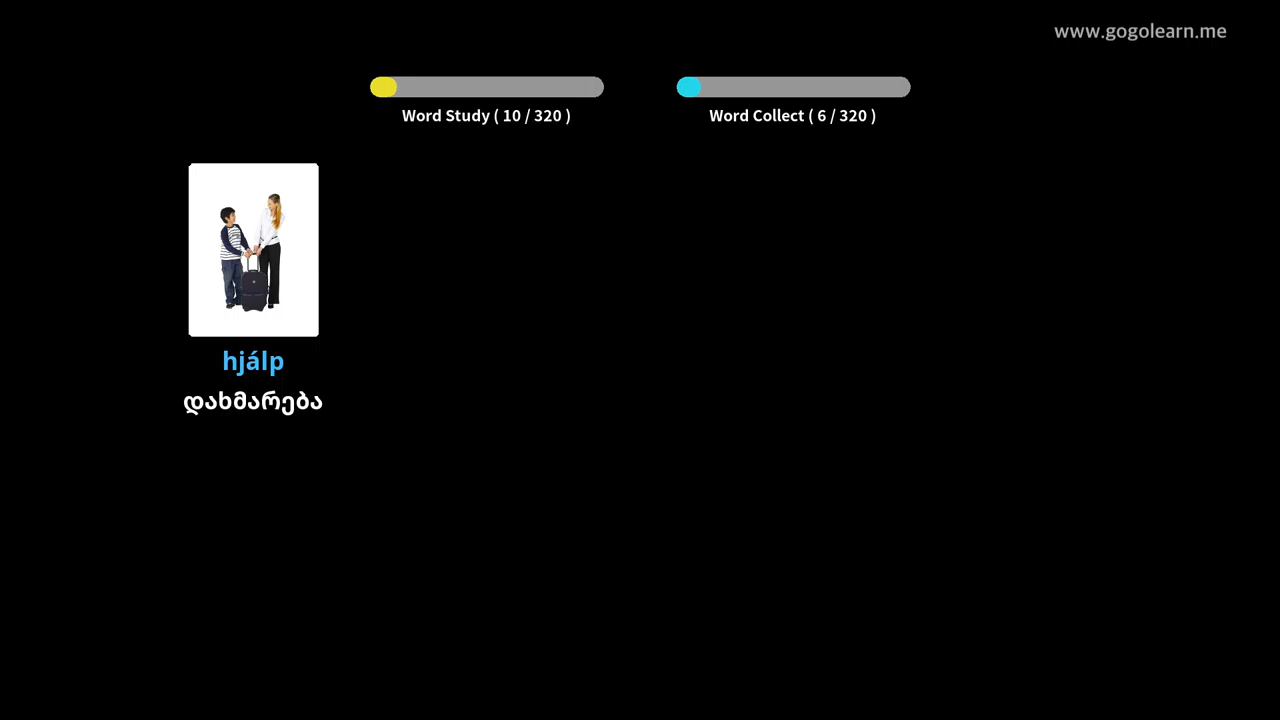 www.gogolearn.me
Word Study ( 10 / 320 )
Word Collect ( 6 / 320 )
hjálp
დახმარება